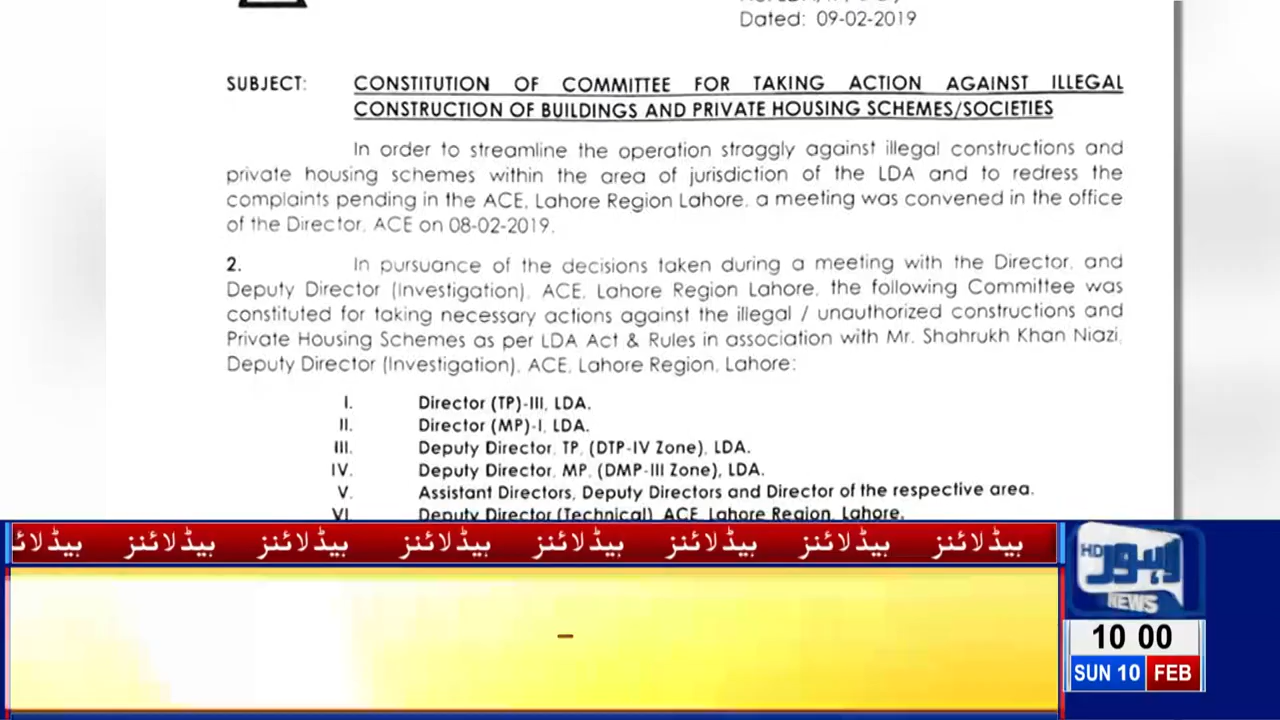 Dated: 09-02-2019
SUBJECT: CONSTITUTION OF COMMITTEE FOR TAKING ACTION AGAINST ILLEGAL
CONSTRUCTION OF BUILDINGS AND PRIVATE HOUSING SCHEMES/SOCIETIES
In order to streamline the operation straggly against illegal constructions and
private housing schemes within the area of jurisdiction of the LDA and to redress the
complaints pending in the ACE, Lahore Region Lahore, a meeting was convened in the office
of the Director, ACE on 08-02-2019.
2. In pursuance of the decisions taken during a meeting with the Director, and
Deputy Director (Investigation), ACE, Lahore Region Lahore, the following Committee was
constituted for taking necessary actions against the illegal / unauthorized constructions and
Private Housing Schemes as per LDA Act & Rules in association with Mr. Shahrukh Khan Niazi,
Deputy Director (Investigation), ACE, Lahore Region, Lahore:
I. Director (TP)-III, LDA.
II. Director (MP)-I, LDA.
III. Deputy Director, TP, (DTP-IV Zone), LDA.
IV. Deputy Director, MP, (DMP-III Zone), LDA.
V. Assistant Directors, Deputy Directors and Director of the respective area.
VI Deputy Director (Technical) ACE, Lahore Region, Lahore.
ہیڈلائنز ہیڈلائنز ہیڈلائنز ہیڈلائنز ہیڈلائنز ہیڈلائنز ہیڈلائنز ہیڈلائنز
لاہور HD
NEWS
10 00
SUN 10 FEB